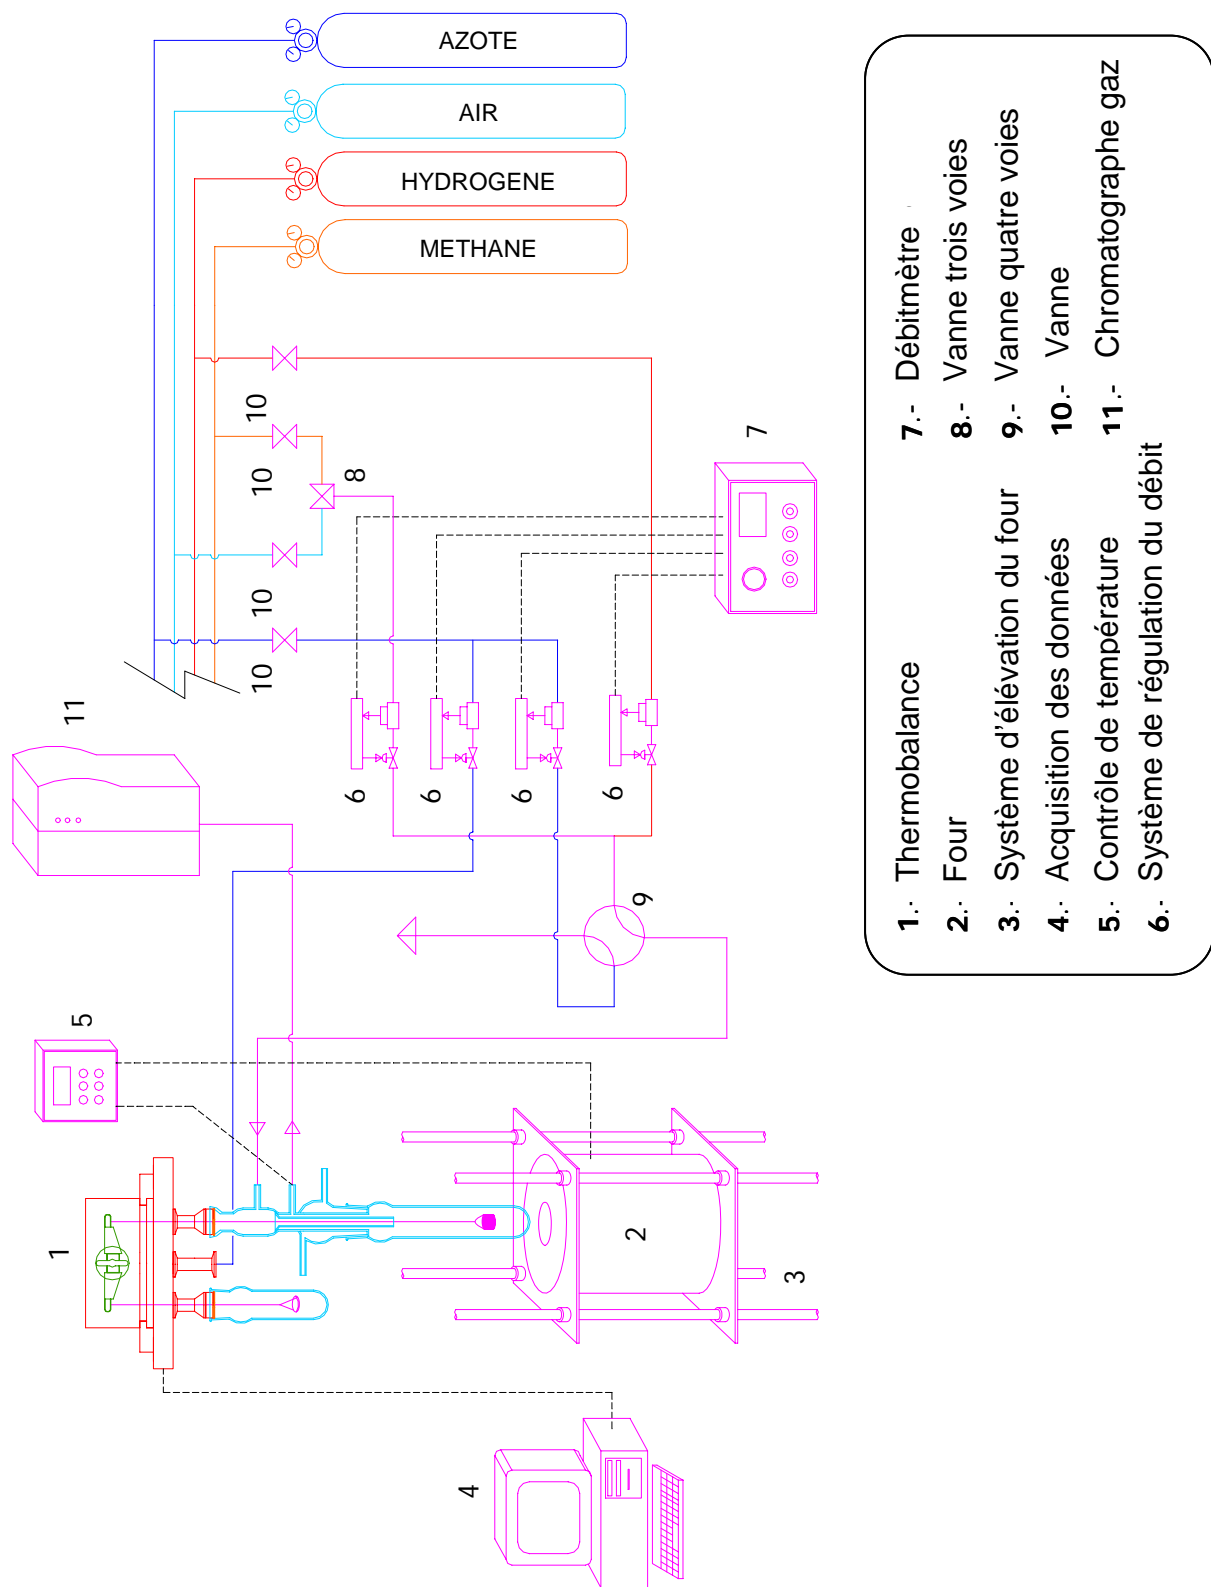 AZOTE
AIR
HYDROGENE
METHANE
11
10
10
10
10
8
7
6
6
6
6
9
5
1
2
3
4
1.- Thermobalance
2.- Four
3.- Système d'élévation du four
4.- Acquisition des données
5.- Contrôle de température
6.- Système de régulation du débit
7.- Débitmètre
8.- Vanne trois voies
9.- Vanne quatre voies
10.- Vanne
11.- Chromatographe gaz